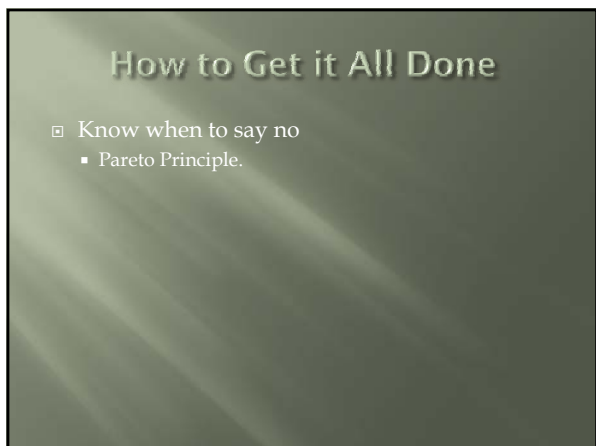 How to Get it All Done
Know when to say no
Pareto Principle.